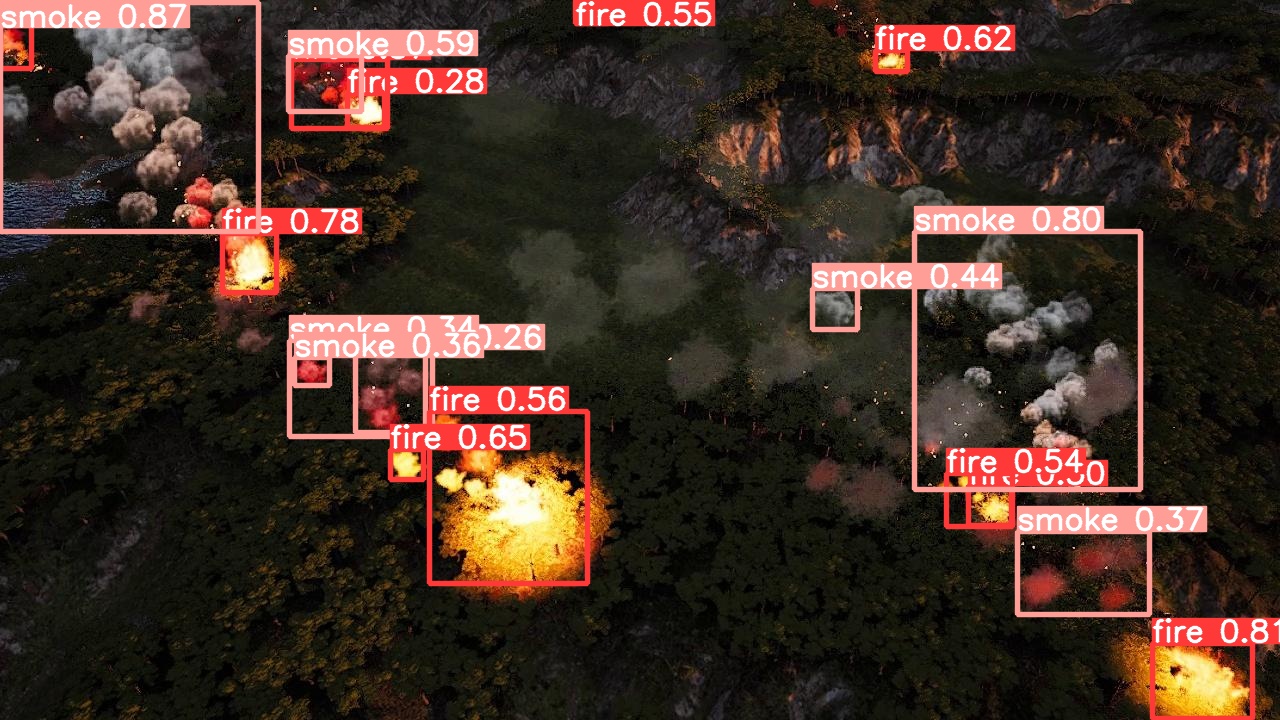 smoke 0.87
fire 0.55
fire 0.62
smoke 0.59
fire 0.28
fire 0.78
smoke 0.80
smoke 0.44
smoke 0.34
0.26
smoke 0.36
fire 0.56
fire 0.65
fire 0.54
smoke 0.37
fire 0.81